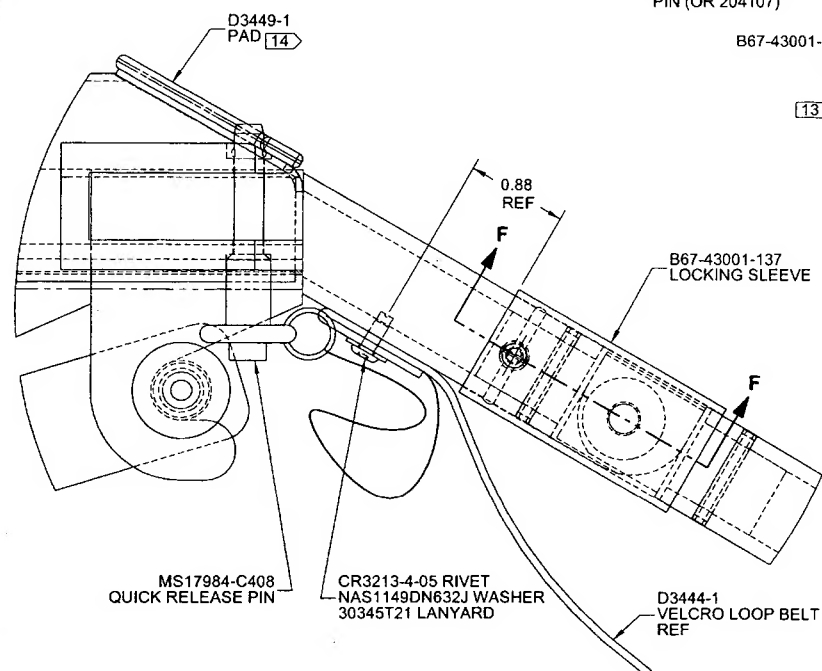 PIN (OR 204107)
B67-43001-
13
D3449-1
PAD 14
0.88
REF
F
B67-43001-137
LOCKING SLEEVE
F
MS17984-C408
QUICK RELEASE PIN
CR3213-4-05 RIVET
NAS1149DN632J WASHER
30345T21 LANYARD
D3444-1
VELCRO LOOP BELT
REF